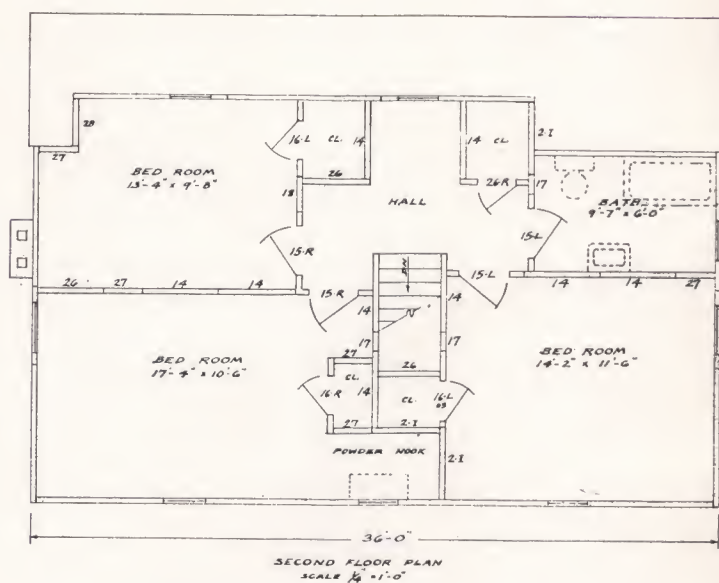 28
27
16-L
CL.
14
26
18
14
CL
2-1
BED ROOM
13'-4" x 9'-8"
26-R
17
HALL
BATH
9'-7" x 6'-0"
15-R
15-L
DN
26
27
14
14
15-R
15-L
14
14
27
14
14
17
17
BED ROOM
17'-4" x 10'-6"
BED ROOM
14'-2" x 11'-6"
27
26
CL.
16-R
14
CL.
16-L
03
27
2-1
POWDER NOOK
2-1
36'-0"
SECOND FLOOR PLAN
SCALE 1/4" = 1'-0"